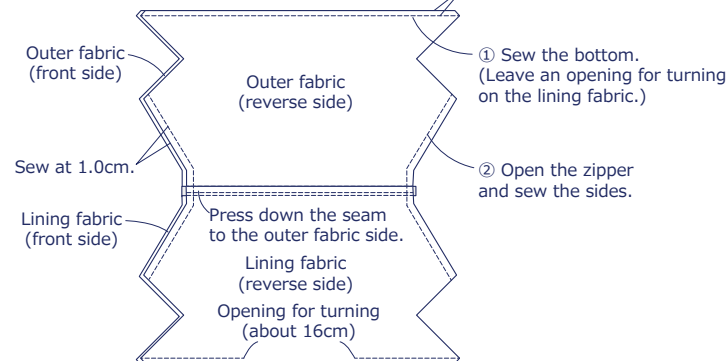 Outer fabric
(front side)
① Sew the bottom.
(Leave an opening for turning
on the lining fabric.)
Outer fabric
(reverse side)
Sew at 1.0cm.
② Open the zipper
and sew the sides.
Lining fabric
(front side)
Press down the seam
to the outer fabric side.
Lining fabric
(reverse side)
Opening for turning
(about 16cm)